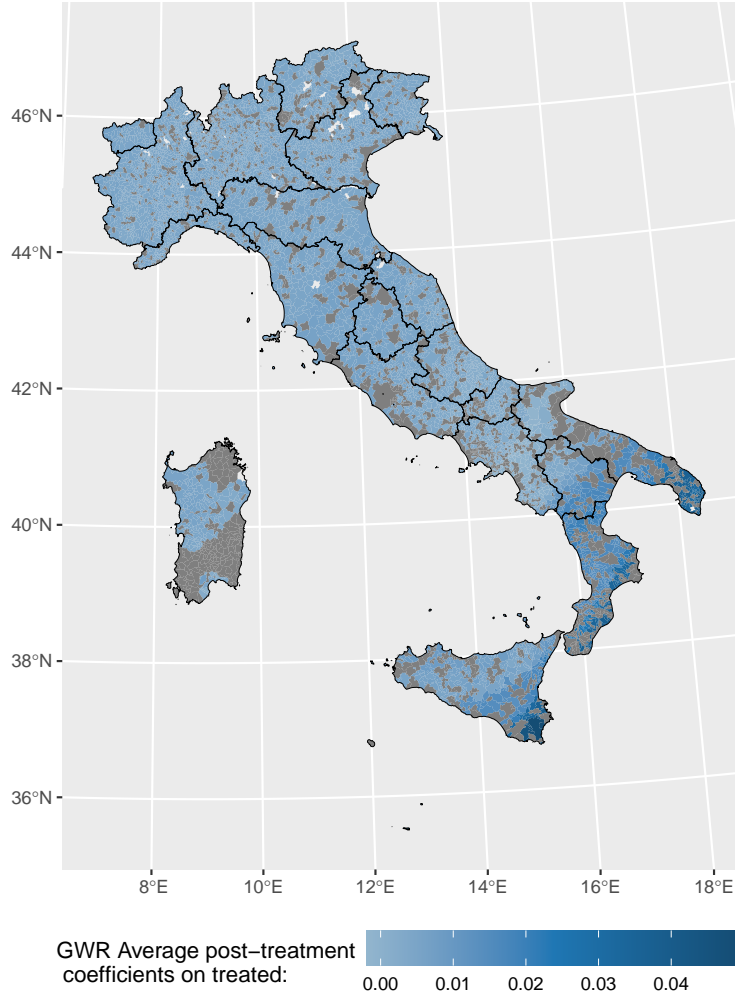 46°N
44°N
42°N
40°N
38°N
36°N
8°E 10°E 12°E 14°E 16°E 18°E
GWR Average post−treatment
coefficients on treated:
0.00 0.01 0.02 0.03 0.04